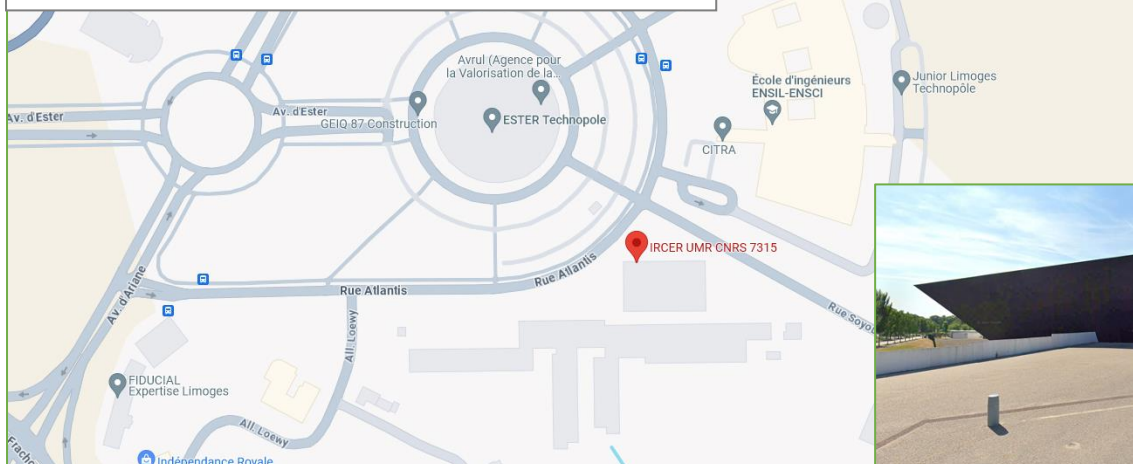 Avrul (Agence pour
la Valorisation de la...
École d'ingénieurs
ENSIL-ENSCI
Junior Limoges
Technopôle
Av. d'Ester
Av. d'Ester
GEIQ 87 Construction
ESTER Technopole
CITRA
IRCER UMR CNRS 7315
Rue Atlantis
Rue Atlantis
Av. d'Ariane
All. Loewy
FIDUCIAL
Expertise Limoges
All. Loewy
Indépendance Royale